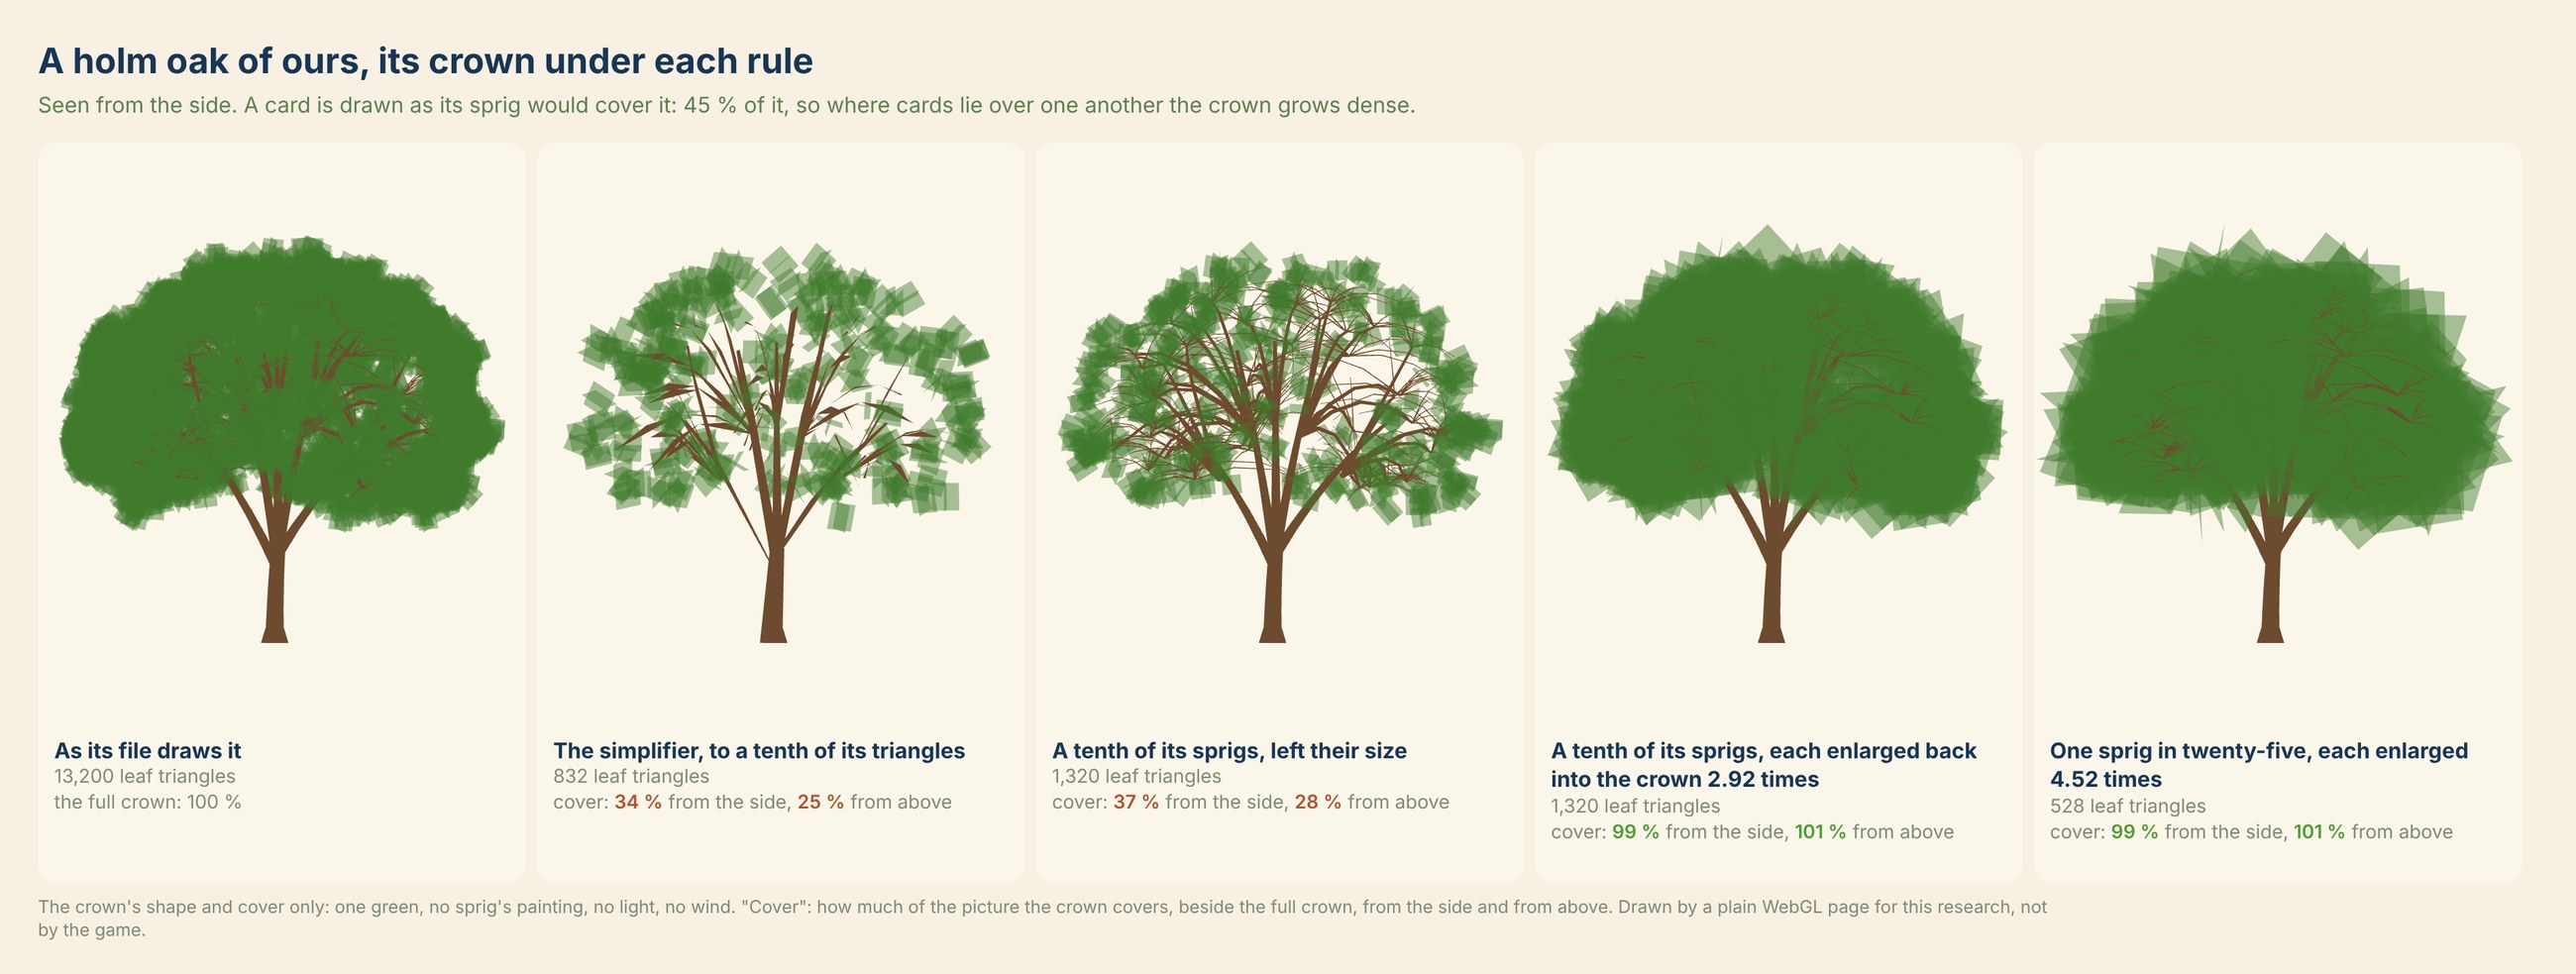 A holm oak of ours, its crown under each rule
Seen from the side. A card is drawn as its sprig would cover it: 45 % of it, so where cards lie over one another the crown grows dense.
As its file draws it
13,200 leaf triangles
the full crown: 100 %
The simplifier, to a tenth of its triangles
832 leaf triangles
cover: 34 % from the side, 25 % from above
A tenth of its sprigs, left their size
1,320 leaf triangles
cover: 37 % from the side, 28 % from above
A tenth of its sprigs, each enlarged back
into the crown 2.92 times
1,320 leaf triangles
cover: 99 % from the side, 101 % from above
One sprig in twenty-five, each enlarged
4.52 times
528 leaf triangles
cover: 99 % from the side, 101 % from above
The crown's shape and cover only: one green, no sprig's painting, no light, no wind. "Cover": how much of the picture the crown covers, beside the full crown, from the side and from above. Drawn by a plain WebGL page for this research, not
by the game.